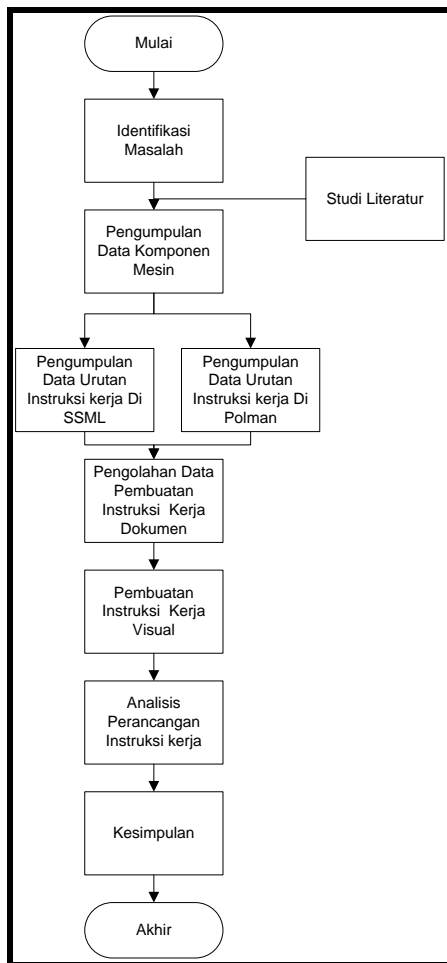 Mulai
Identifikasi
Masalah
Studi Literatur
Pengumpulan
Data Komponen
Mesin
Pengumpulan
Data Urutan
Instruksi kerja Di
SSML
Pengumpulan
Data Urutan
Instruksi kerja Di
Polman
Pengolahan Data
Pembuatan
Instruksi Kerja
Dokumen
Pembuatan
Instruksi Kerja
Visual
Analisis
Perancangan
Instruksi kerja
Kesimpulan
Akhir